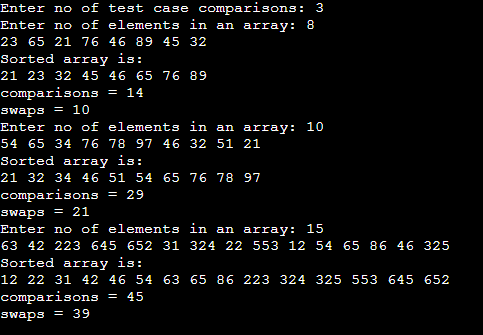 Enter no of test case comparisons: 3
Enter no of elements in an array: 8
23 65 21 76 46 89 45 32
Sorted array is:
21 23 32 45 46 65 76 89
comparisons = 14
swaps = 10
Enter no of elements in an array: 10
54 65 34 76 78 97 46 32 51 21
Sorted array is:
21 32 34 46 51 54 65 76 78 97
comparisons = 29
swaps = 21
Enter no of elements in an array: 15
63 42 223 645 652 31 324 22 553 12 54 65 86 46 325
Sorted array is:
12 22 31 42 46 54 63 65 86 223 324 325 553 645 652
comparisons = 45
swaps = 39